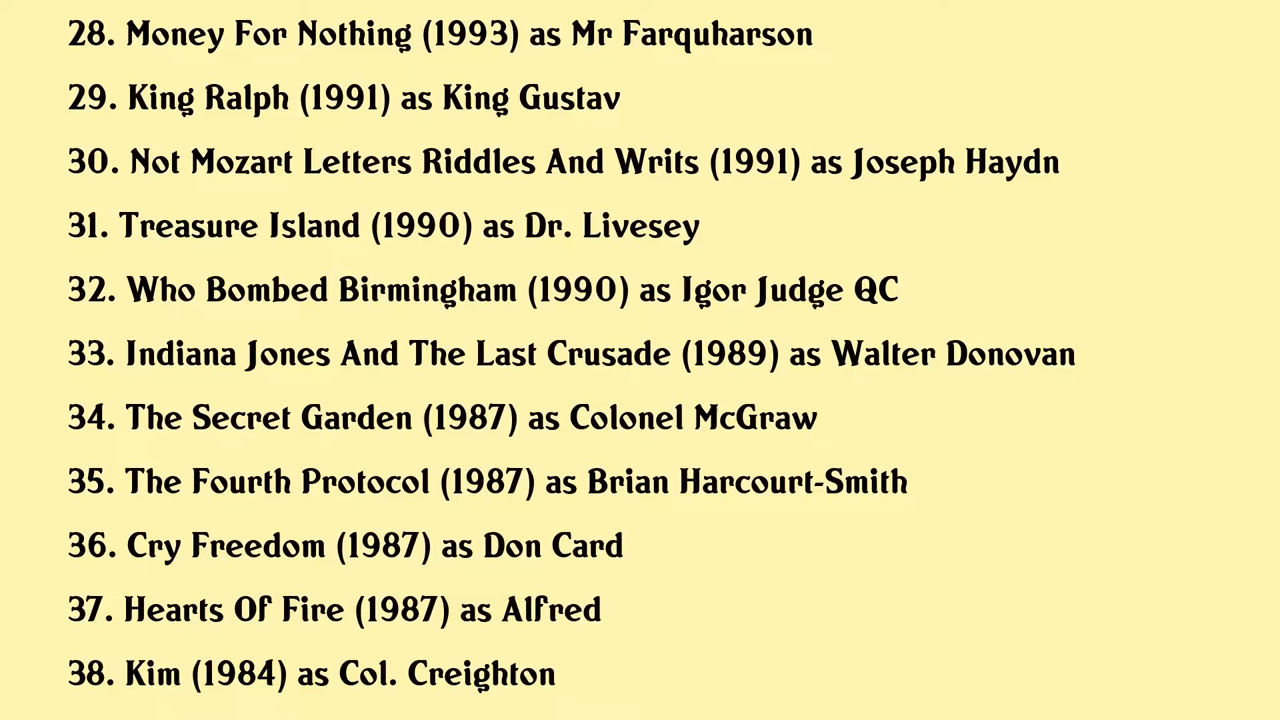 28. Money For Nothing (1993) as Mr Farquharson
29. King Ralph (1991) as King Gustav
30. Not Mozart Letters Riddles And Writs (1991) as Joseph Haydn
31. Treasure Island (1990) as Dr. Livesey
32. Who Bombed Birmingham (1990) as Igor Judge QC
33. Indiana Jones And The Last Crusade (1989) as Walter Donovan
34. The Secret Garden (1987) as Colonel McGraw
35. The Fourth Protocol (1987) as Brian Harcourt-Smith
36. Cry Freedom (1987) as Don Card
37. Hearts Of Fire (1987) as Alfred
38. Kim (1984) as Col. Creighton